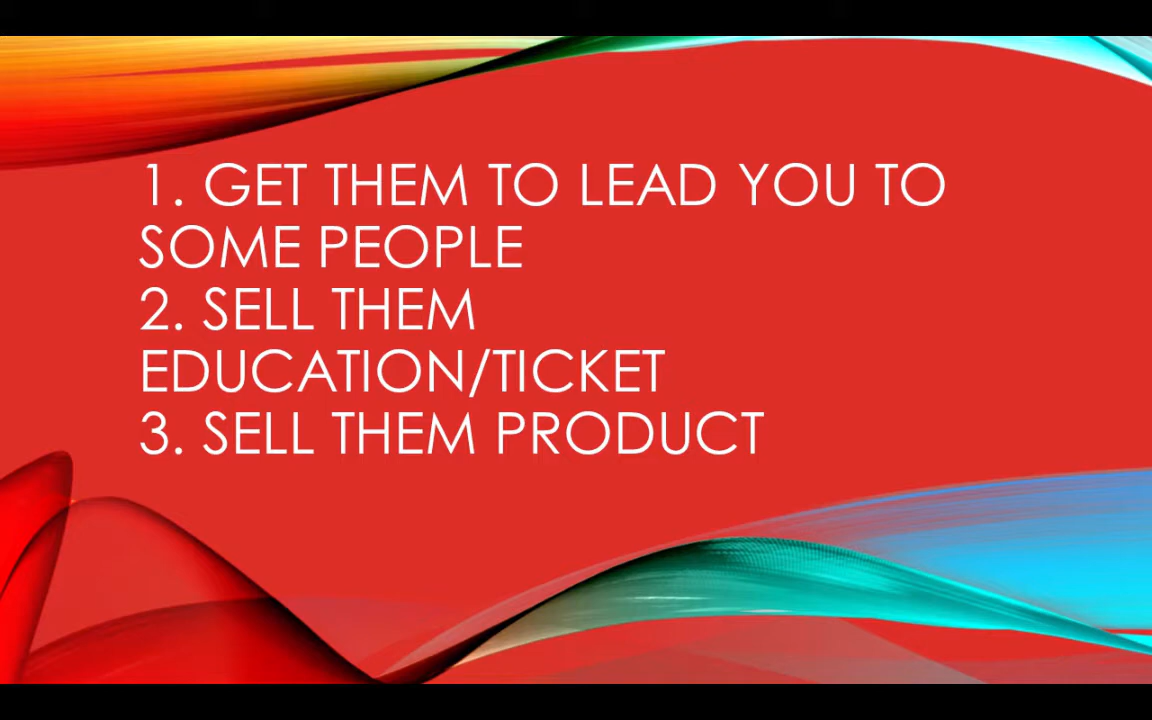 1. GET THEM TO LEAD YOU TO
SOME PEOPLE
2. SELL THEM
EDUCATION/TICKET
3. SELL THEM PRODUCT